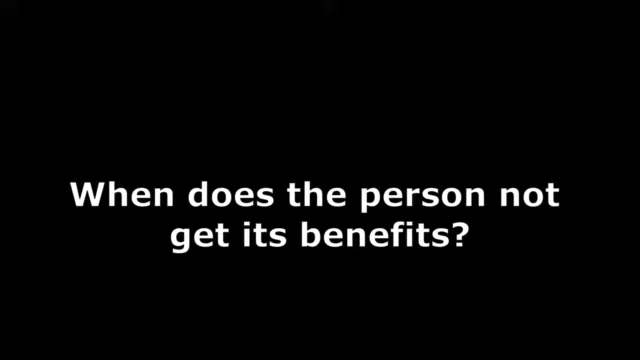 When does the person not
get its benefits?